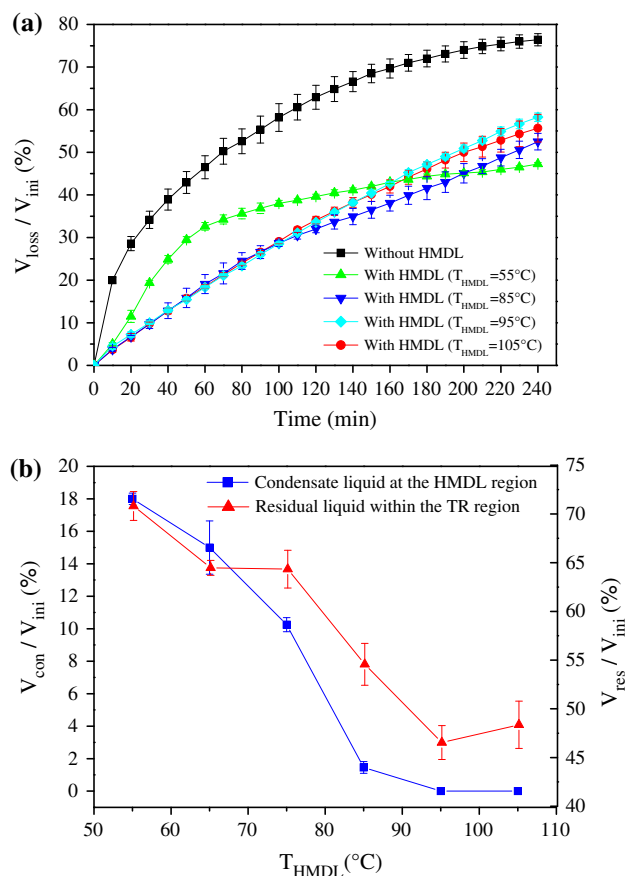 (a)
80
70
60
50
40
30
20
10
0
V_loss / V_ini (%)
Without HMDL
With HMDL (T_HMDL=55°C)
With HMDL (T_HMDL=85°C)
With HMDL (T_HMDL=95°C)
With HMDL (T_HMDL=105°C)
0 20 40 60 80 100 120 140 160 180 200 220 240
Time (min)
(b)
20
18
16
14
12
10
8
6
4
2
0
V_con / V_ini (%)
Condensate liquid at the HMDL region
Residual liquid within the TR region
75
70
65
60
55
50
45
40
V_res / V_ini (%)
50 60 70 80 90 100 110
T_HMDL(°C)